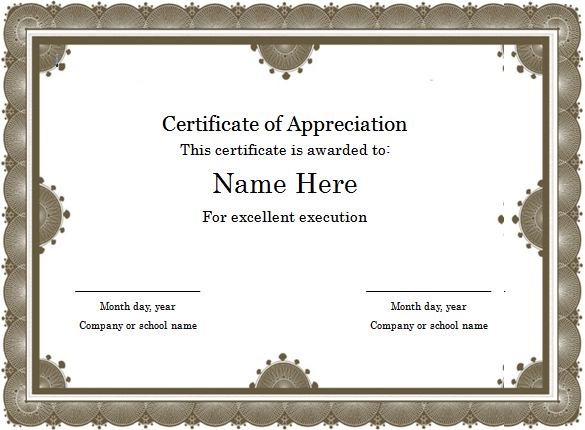 Certificate of Appreciation
This certificate is awarded to:
Name Here
For excellent execution
Month day, year
Company or school name
Month day, year
Company or school name